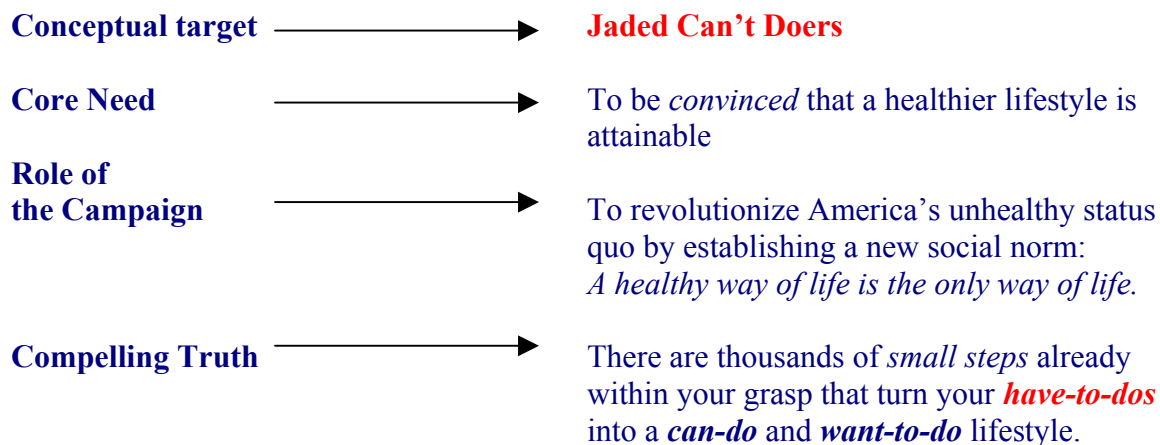 Conceptual target
Jaded Can’t Doers
Core Need
To be convinced that a healthier lifestyle is
attainable
Role of
the Campaign
To revolutionize America’s unhealthy status
quo by establishing a new social norm:
A healthy way of life is the only way of life.
Compelling Truth
There are thousands of small steps already
within your grasp that turn your have-to-dos
into a can-do and want-to-do lifestyle.